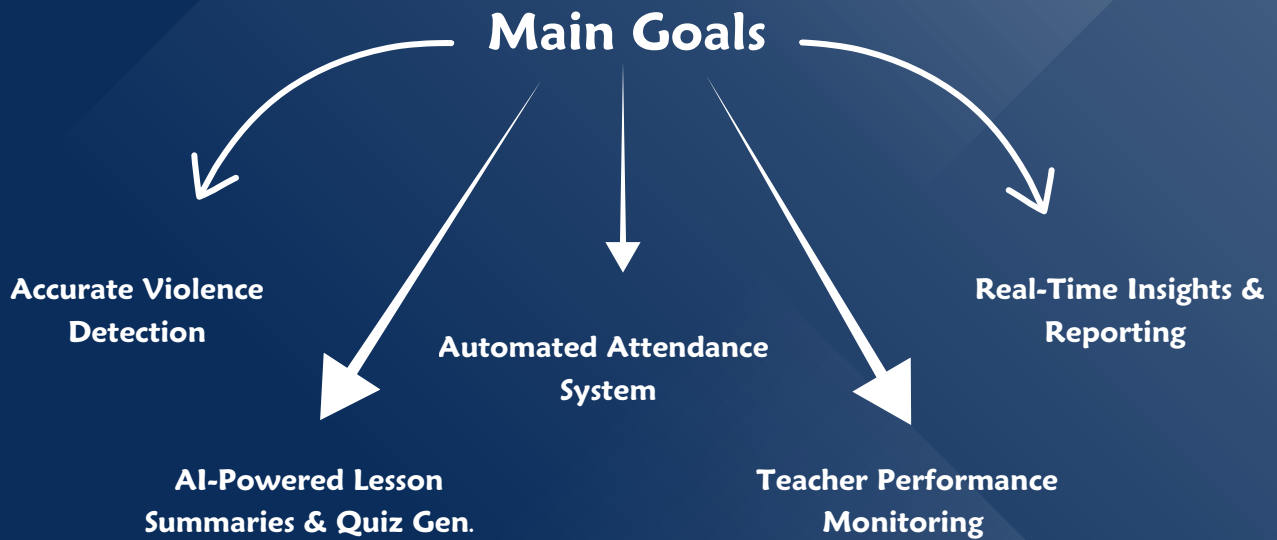 Main Goals
Accurate Violence
Detection
AI-Powered Lesson
Summaries & Quiz Gen.
Automated Attendance
System
Teacher Performance
Monitoring
Real-Time Insights &
Reporting